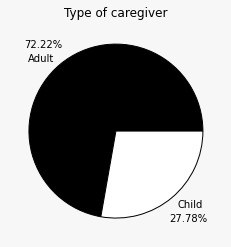 Type of caregiver
72.22%
Adult
Child
27.78%